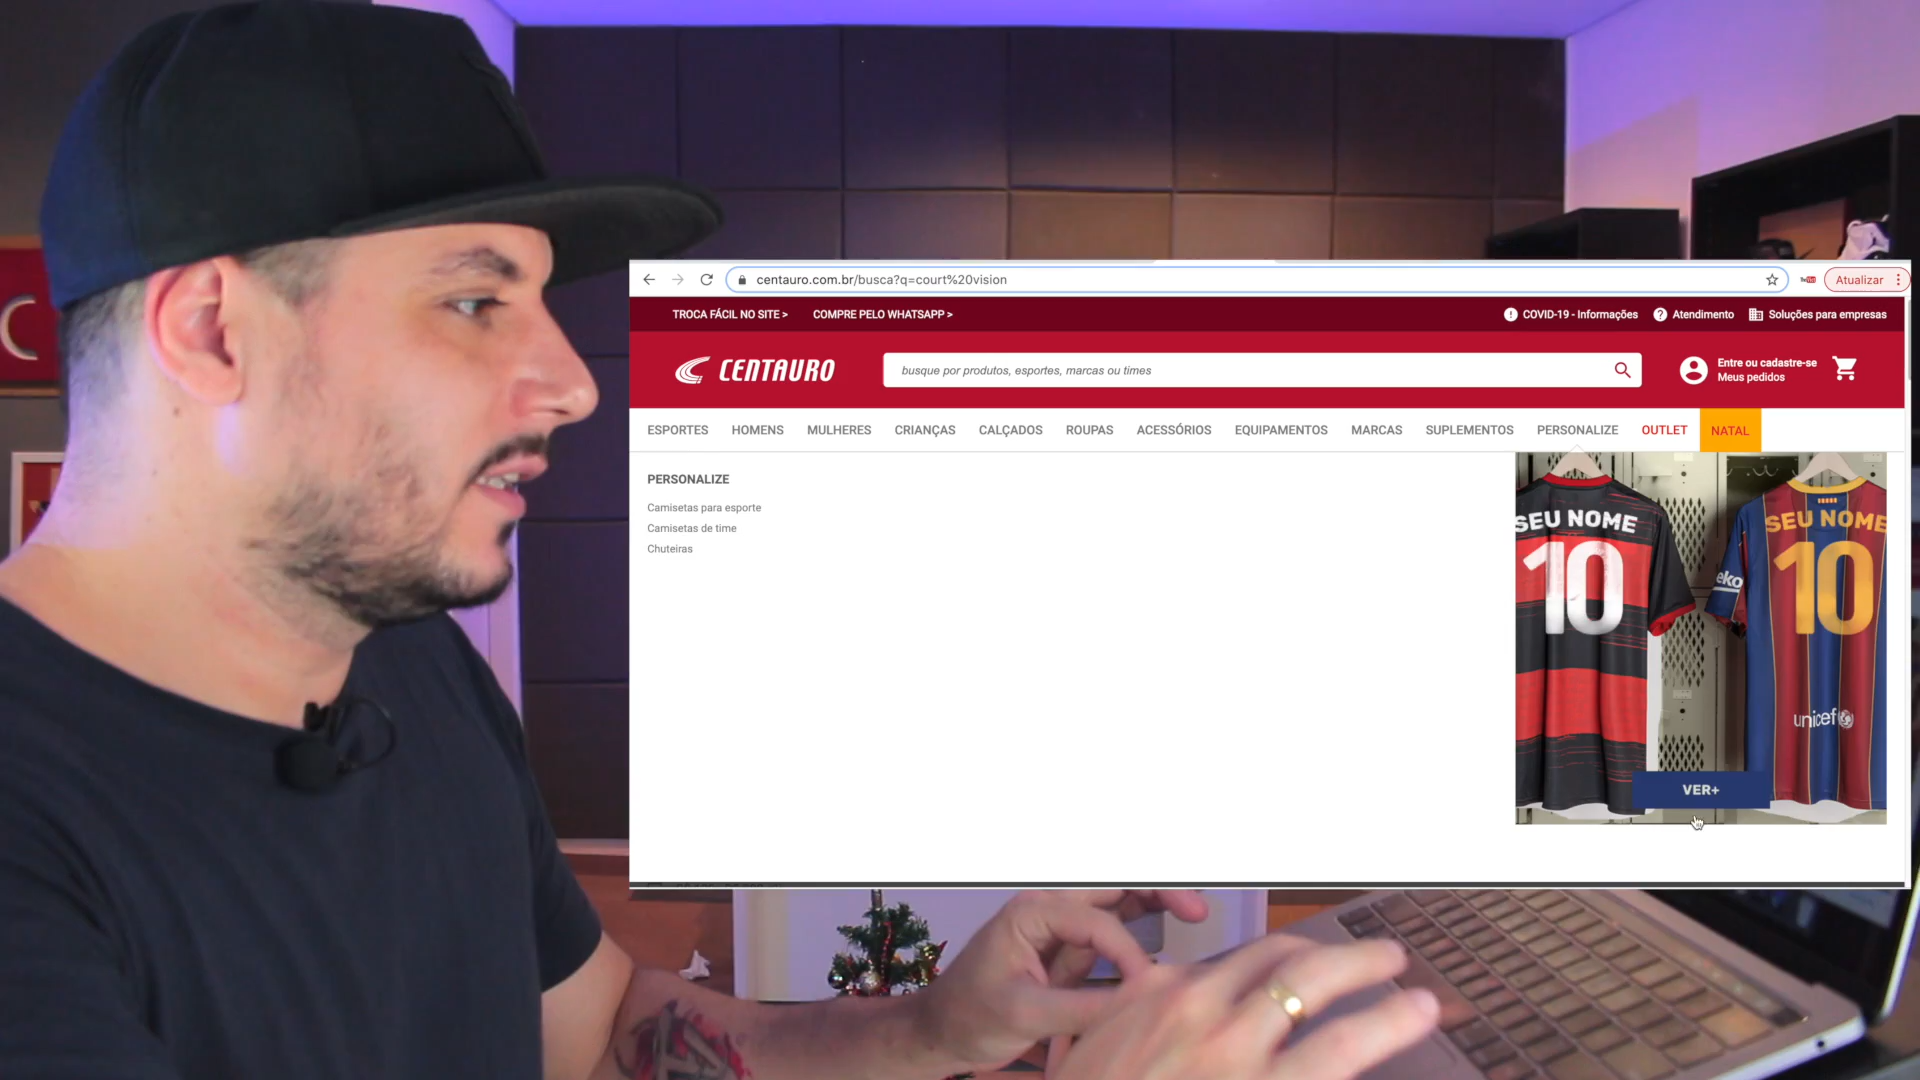 centauro.com.br/busca?q=court%20vision
Atualizar
TROCA FÁCIL NO SITE > COMPRE PELO WHATSAPP >
COVID-19 - Informações Atendimento Soluções para empresas
CENTAURO
busque por produtos, esportes, marcas ou times
Entre ou cadastre-se
Meus pedidos
ESPORTES HOMENS MULHERES CRIANÇAS CALÇADOS ROUPAS ACESSÓRIOS EQUIPAMENTOS MARCAS SUPLEMENTOS PERSONALIZE OUTLET NATAL
PERSONALIZE
Camisetas para esporte
Camisetas de time
Chuteiras
SEU NOME
10
SEU NOME
10
eko
unicef
VER+